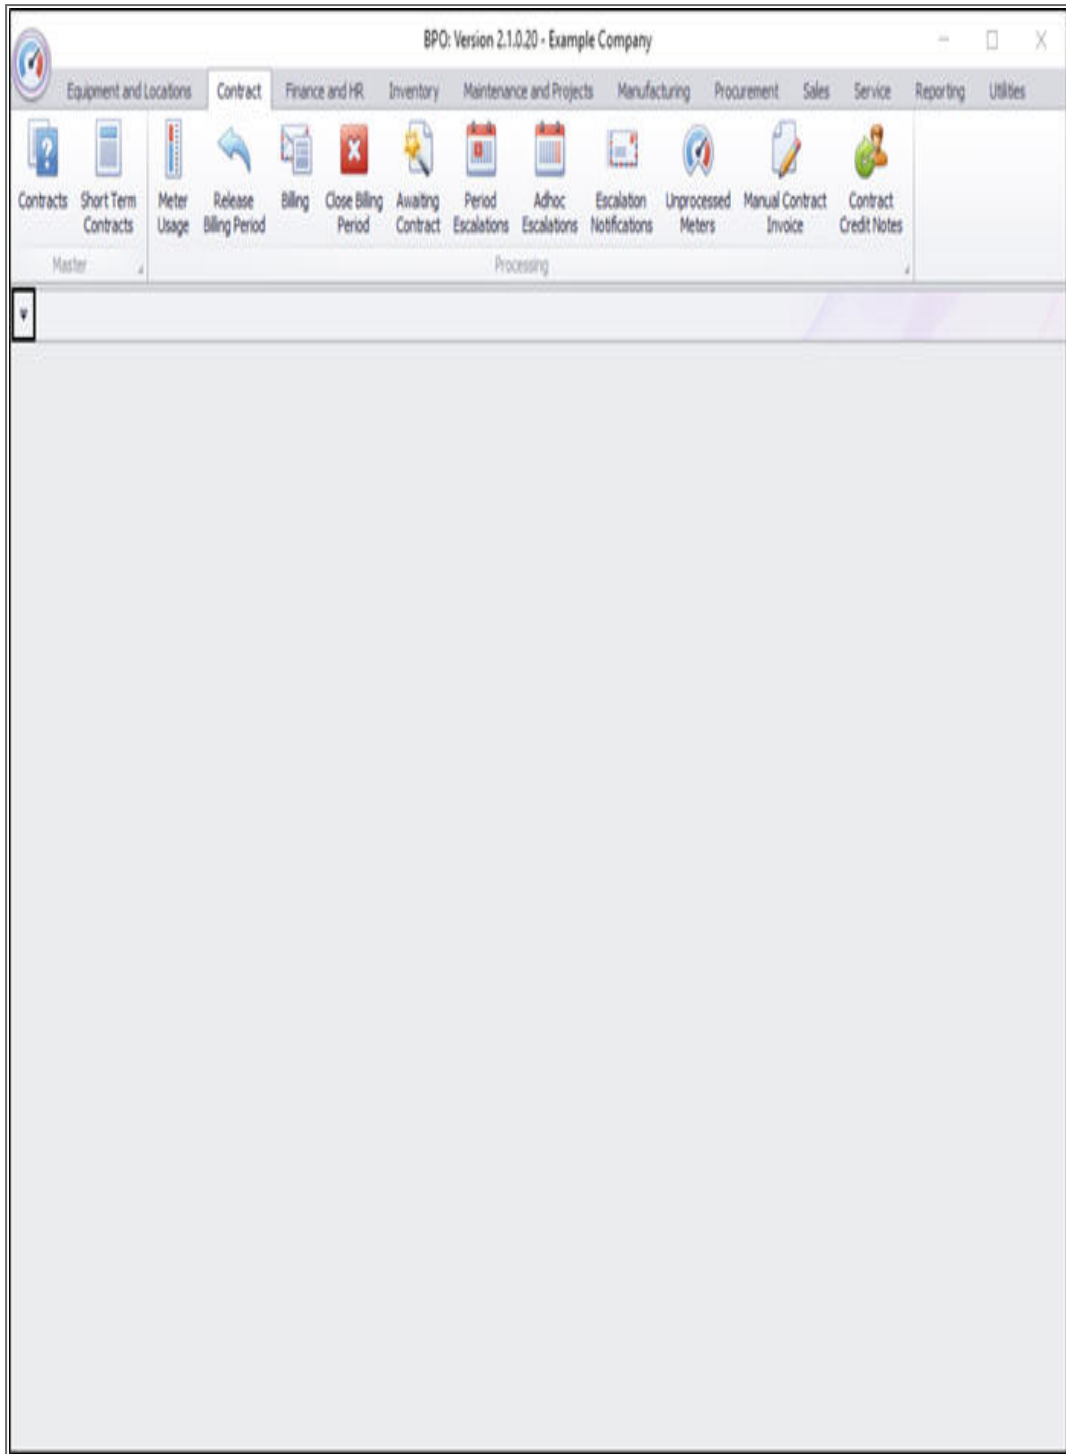 BPO: Version 2.1.0.20 - Example Company
Equipment and Locations Contract Finance and HR Inventory Maintenance and Projects Manufacturing Procurement Sales Service Reporting Utilities
Contracts Short Term Meter Release Billing Close Billing Awaiting Period Adhoc Escalation Unprocessed Manual Contract Contract
Contracts Usage Billing Period Period Contract Escalations Escalations Notifications Meters Invoice Credit Notes
Master Processing